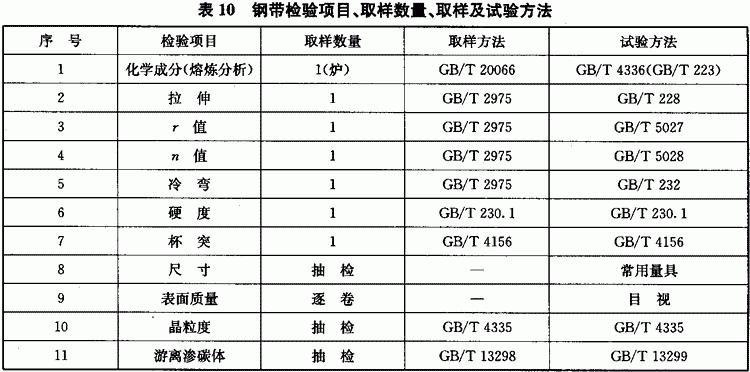 表 10 钢带检验项目、取样数量、取样及试验方法
序 号 检验项目 取样数量 取样方法 试验方法
1 化学成分(熔炼分析) 1(炉) GB/T 20066 GB/T 4336(GB/T 223)
2 拉 伸 1 GB/T 2975 GB/T 228
3 r 值 1 GB/T 2975 GB/T 5027
4 n 值 1 GB/T 2975 GB/T 5028
5 冷 弯 1 GB/T 2975 GB/T 232
6 硬 度 1 GB/T 230.1 GB/T 230.1
7 杯 突 1 GB/T 4156 GB/T 4156
8 尺 寸 抽 检 — 常用量具
9 表面质量 逐 卷 — 目 视
10 晶粒度 抽 检 GB/T 4335 GB/T 4335
11 游离渗碳体 抽 检 GB/T 13298 GB/T 13299